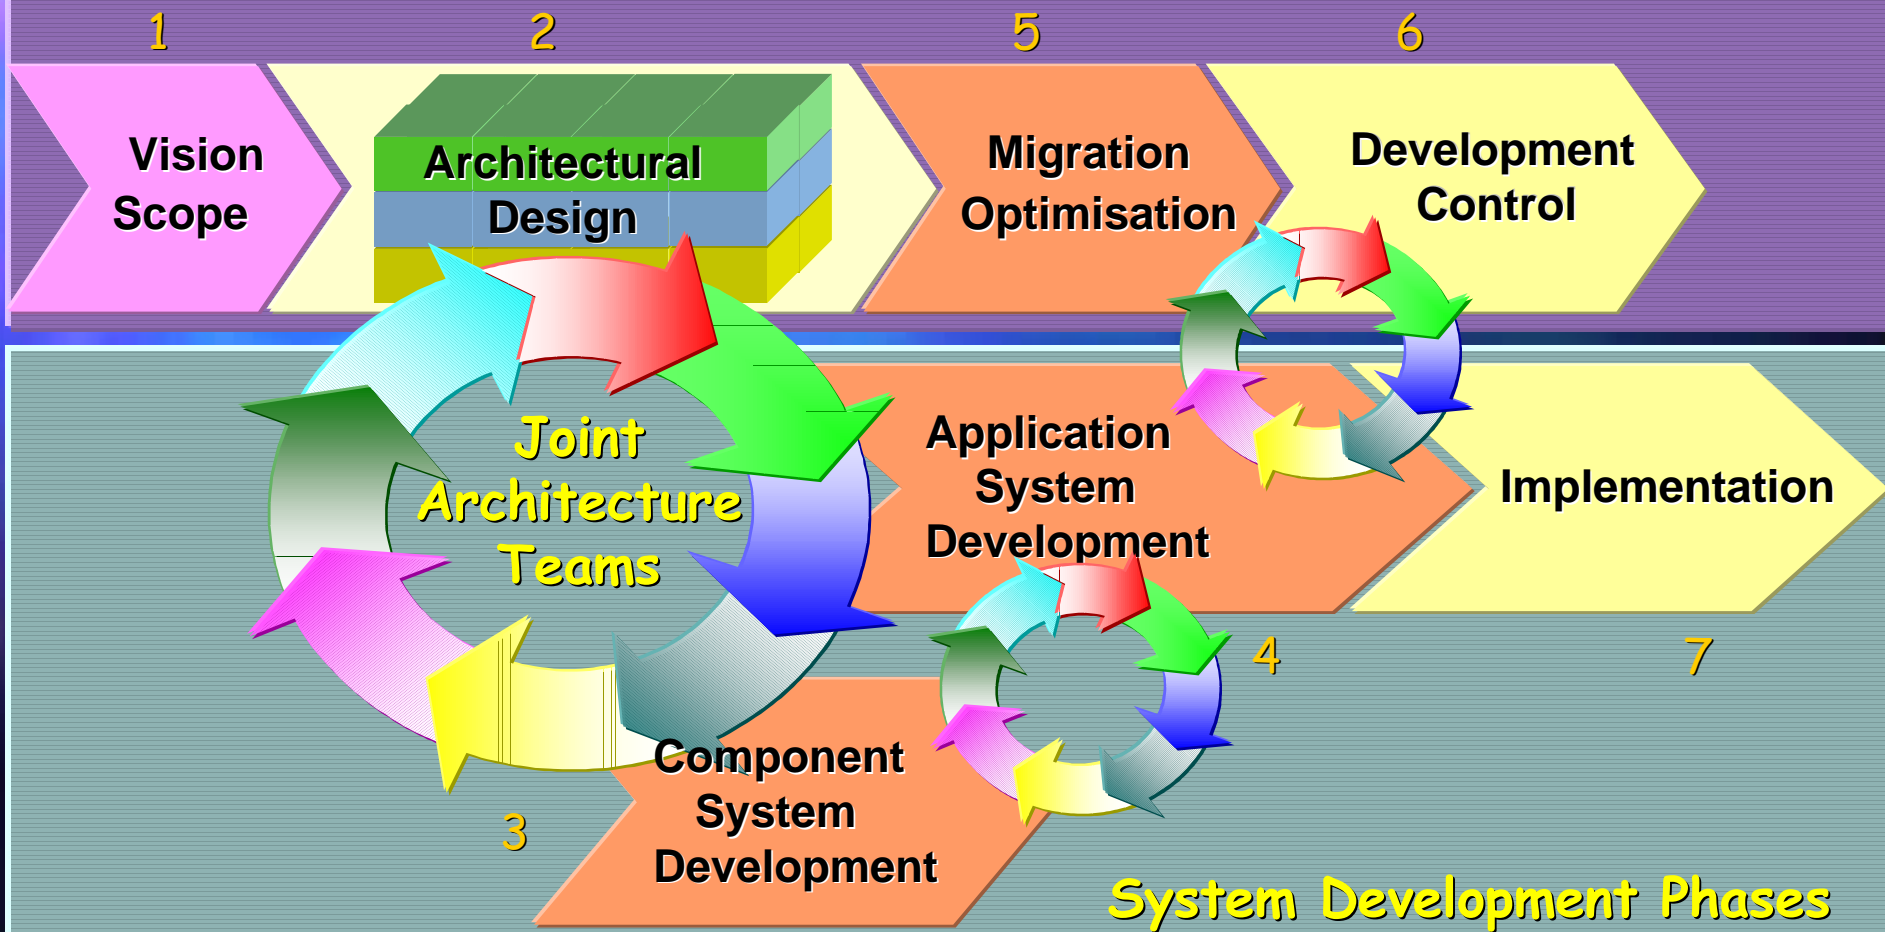 1
2
5
6
Vision
Scope
Architectural
Design
Migration
Optimisation
Development
Control
Joint
Architecture
Teams
Application
System
Development
Implementation
4
7
3
Component
System
Development
System Development Phases